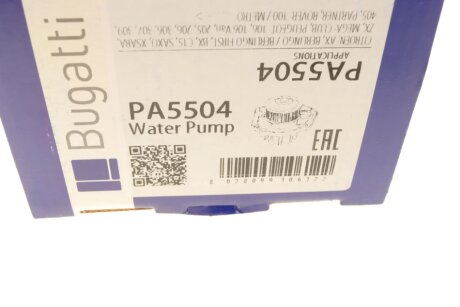 Bugatti
PA5504
Water Pump
EAC
PA5504
APPLICATIONS
CITROEN: AX, BERLINGO / BERLINGO FIRST, BX, C15, SAXO, XSARA,
ZX, MEGA- CLUB, PEUGEOT: 106, 106 Van, 205, 206, 306, 307, 309,
405, PARTNER, ROVER: 100 / METRO